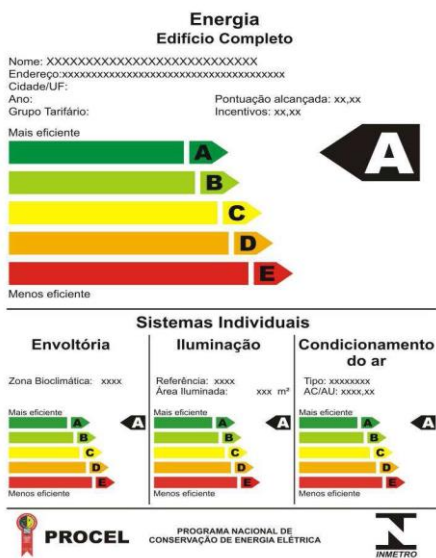 Energia
Edifício Completo
Nome: XXXXXXXXXXXXXXXXXXXXXXXXXXX
Endereço:xxxxxxxxxxxxxxxxxxxxxxxxxxxxxxxxxxxxxx
Cidade/UF:
Ano: Pontuação alcançada: xx,xx
Grupo Tarifário: Incentivos: xx,xx
Mais eficiente
A
A
B
C
D
E
Menos eficiente
Sistemas Individuais
Envoltória
Zona Bioclimática: xxxx
Mais eficiente
A
A
B
C
D
E
Menos eficiente
Iluminação
Referência: xxxx
Área Iluminada: xxx m²
Mais eficiente
A
A
B
C
D
E
Menos eficiente
Condicionamento
do ar
Tipo: xxxxxxxx
AC/AU: xxxx,xx
Mais eficiente
A
A
B
C
D
E
Menos eficiente
PROCEL
PROGRAMA NACIONAL DE
CONSERVAÇÃO DE ENERGIA ELÉTRICA
INMETRO